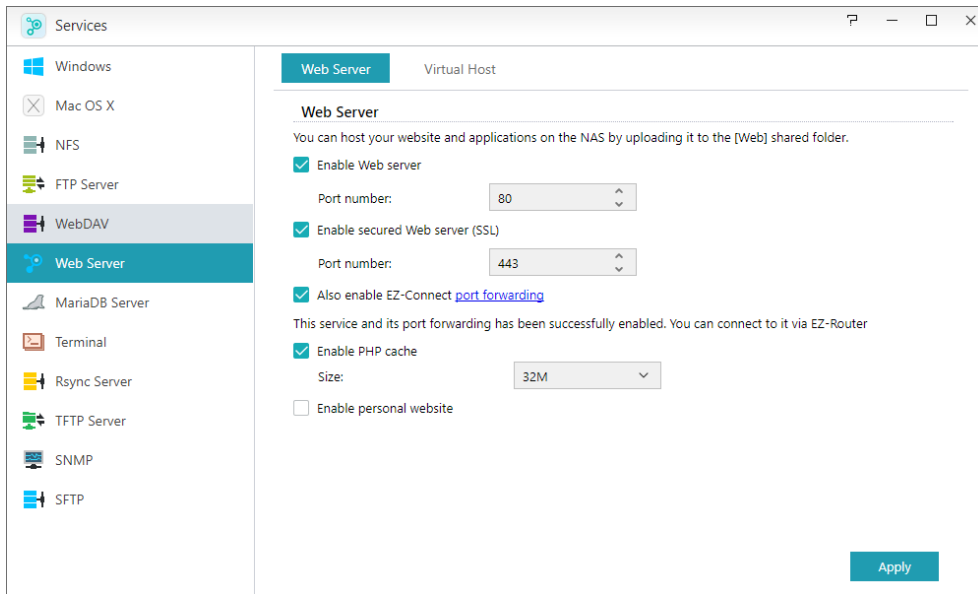 Services
Windows
Mac OS X
NFS
FTP Server
WebDAV
Web Server
MariaDB Server
Terminal
Rsync Server
TFTP Server
SNMP
SFTP
Web Server
Virtual Host
Web Server
You can host your website and applications on the NAS by uploading it to the [Web] shared folder.
Enable Web server
Port number: 80
Enable secured Web server (SSL)
Port number: 443
Also enable EZ-Connect port forwarding
This service and its port forwarding has been successfully enabled. You can connect to it via EZ-Router
Enable PHP cache
Size: 32M
Enable personal website
Apply